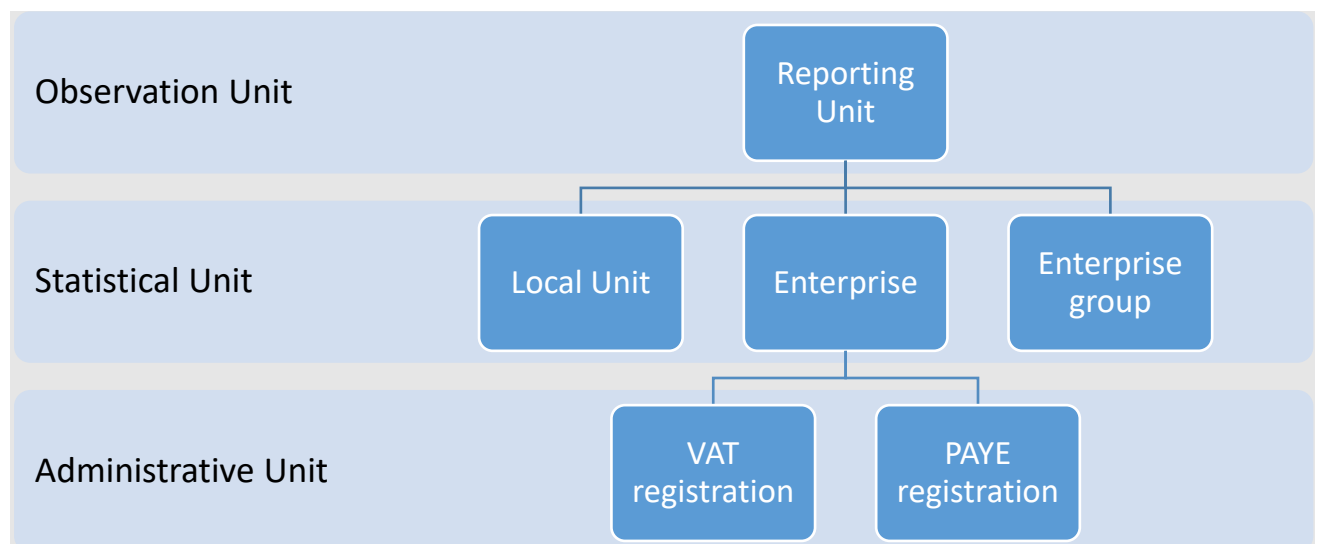 Observation Unit
Reporting
Unit
Statistical Unit
Local Unit
Enterprise
Enterprise
group
Administrative Unit
VAT
registration
PAYE
registration